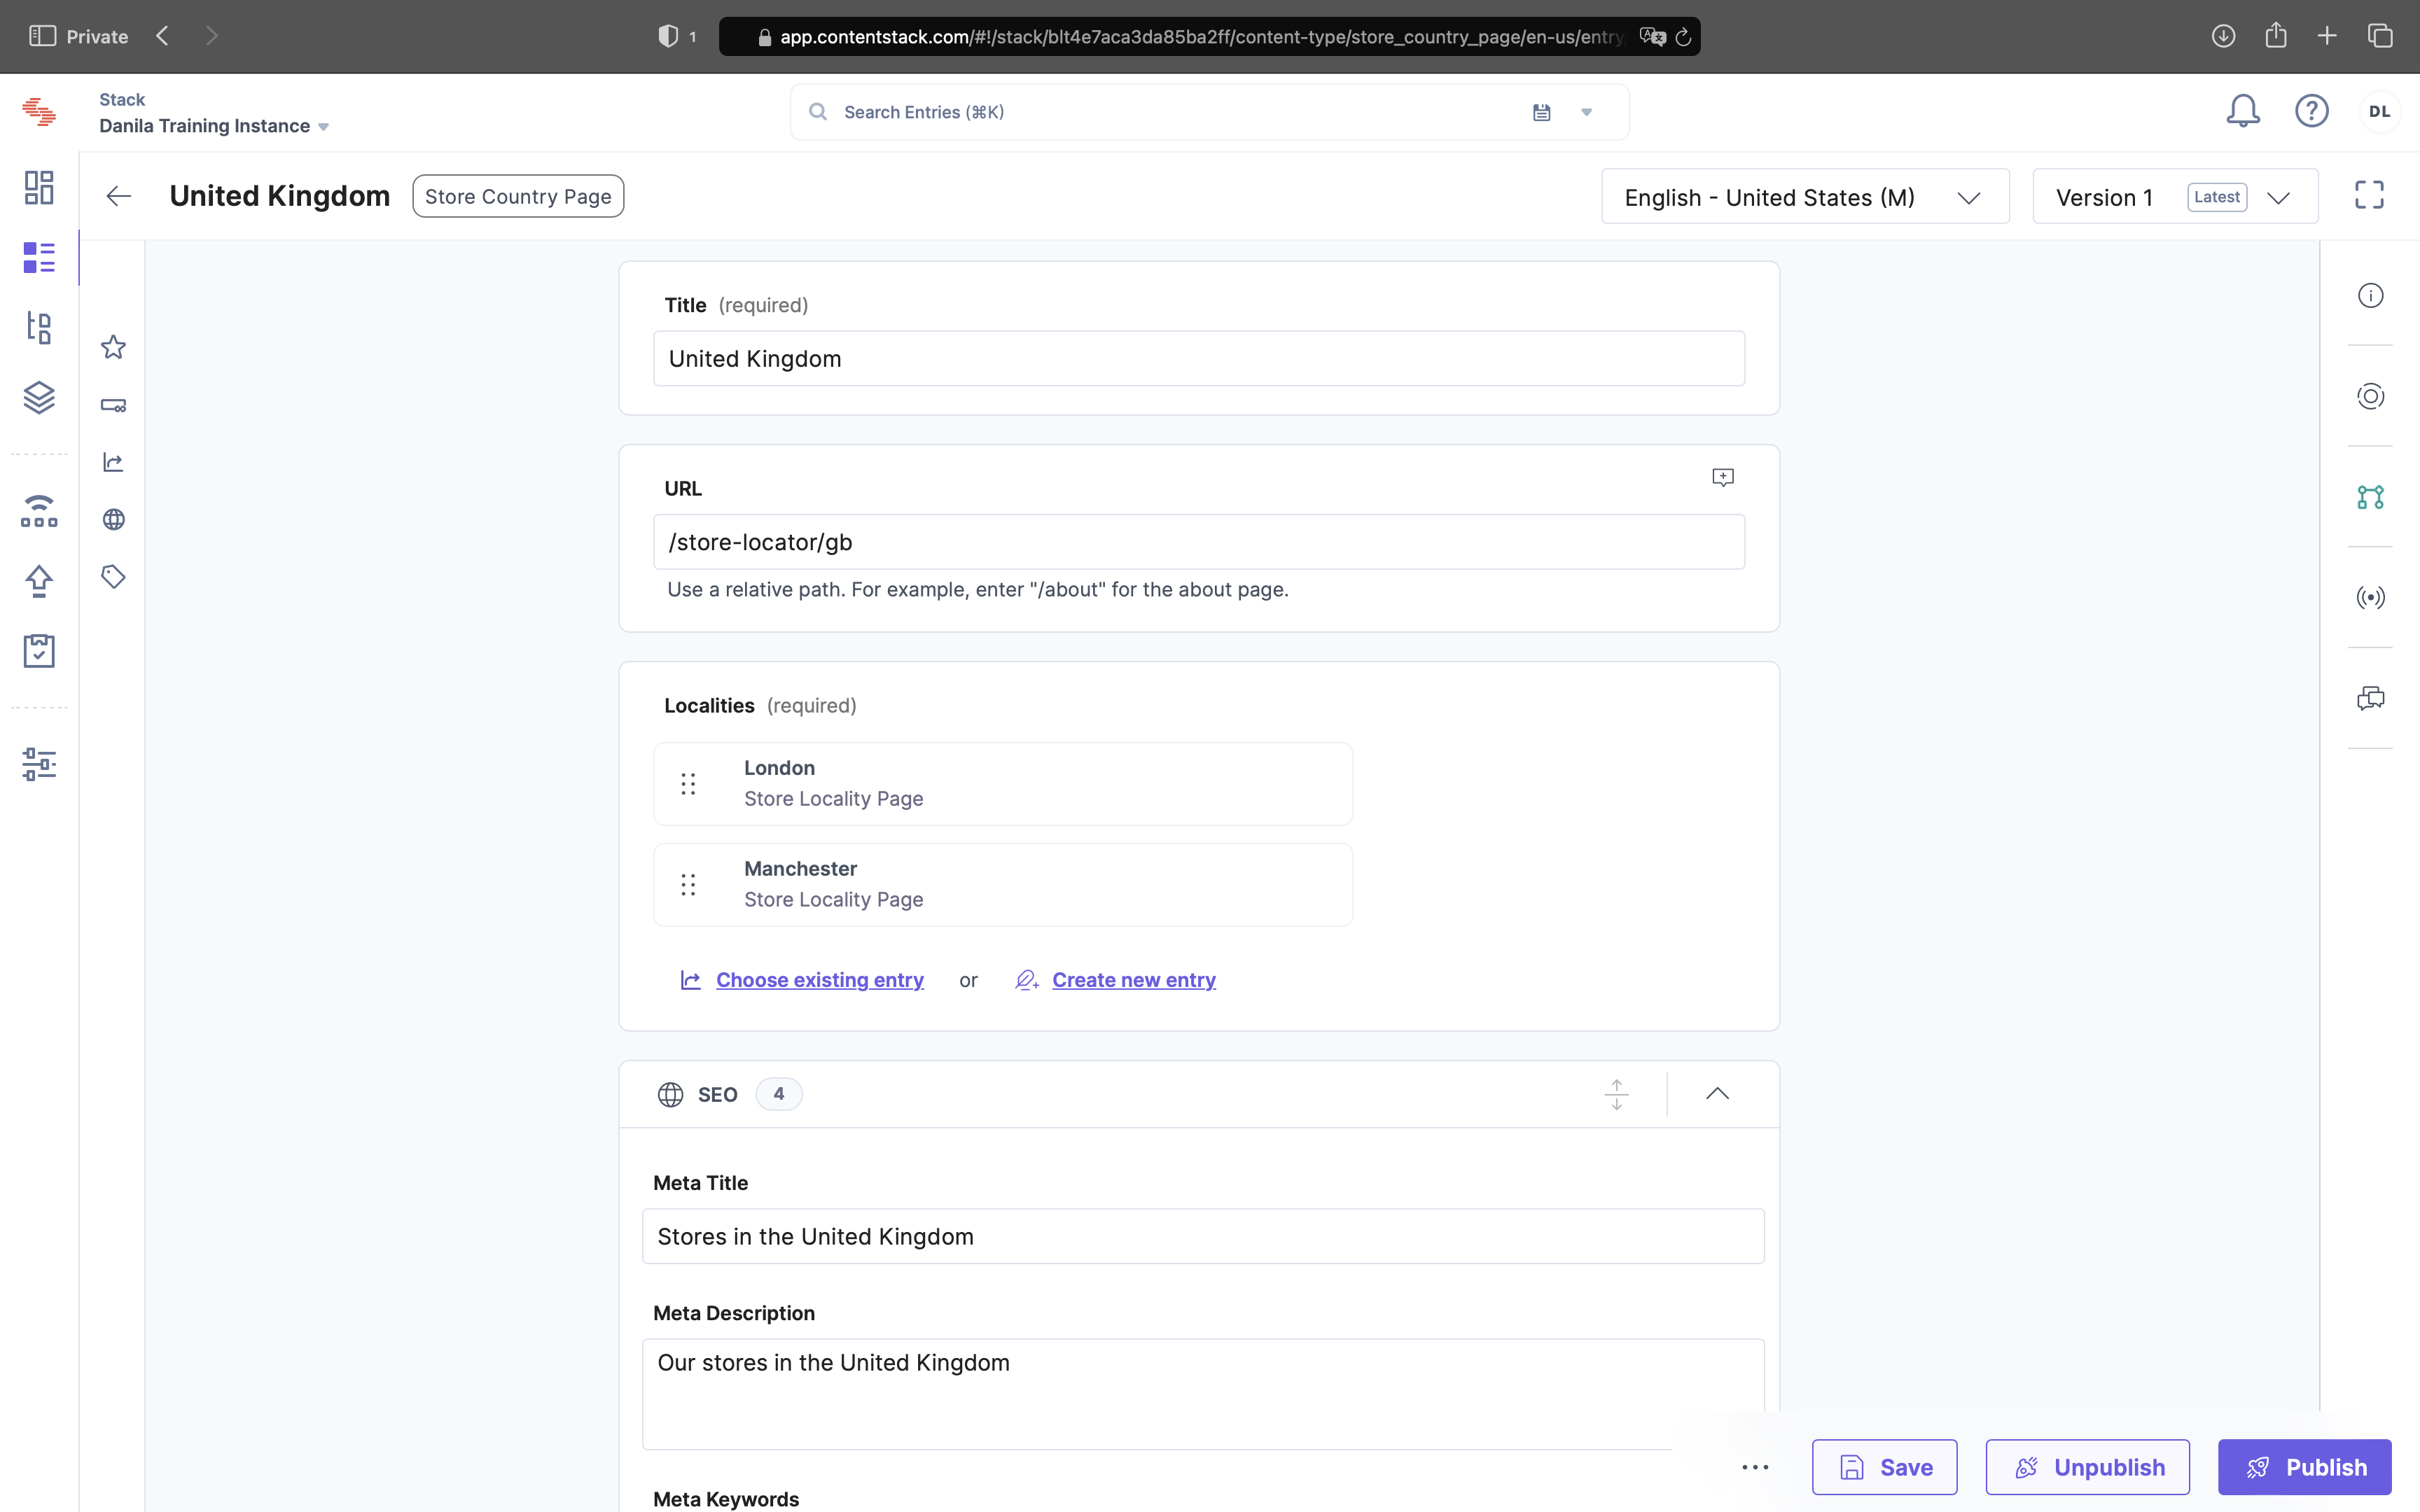 Private
1
app.contentstack.com/#!/stack/blt4e7aca3da85ba2ff/content-type/store_country_page/en-us/entry
Stack
Danila Training Instance
Search Entries (⌘K)
DL
United Kingdom
Store Country Page
English - United States (M)
Version 1
Latest
Title (required)
United Kingdom
URL
/store-locator/gb
Use a relative path. For example, enter "/about" for the about page.
Localities (required)
London
Store Locality Page
Manchester
Store Locality Page
Choose existing entry or Create new entry
SEO 4
Meta Title
Stores in the United Kingdom
Meta Description
Our stores in the United Kingdom
Save
Unpublish
Publish
Meta Keywords